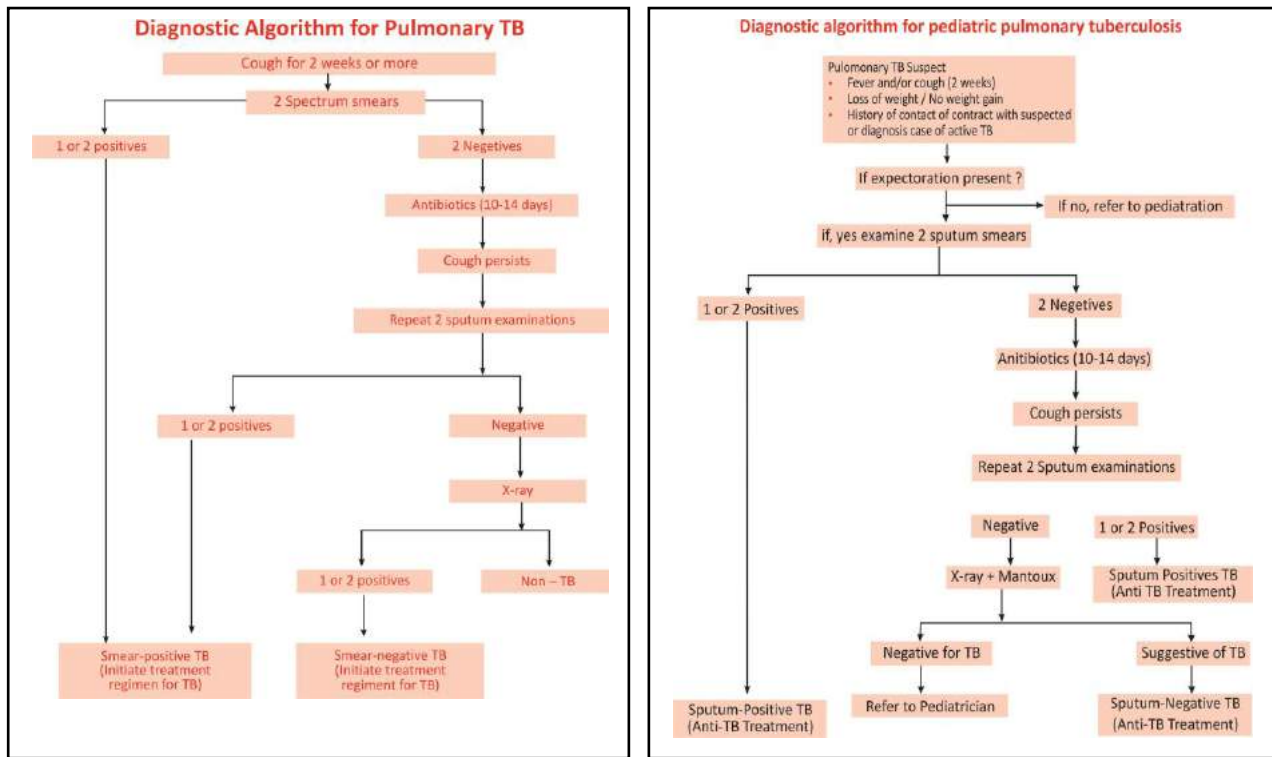 Diagnostic Algorithm for Pulmonary TB
Cough for 2 weeks or more
2 Spectrum smears
1 or 2 positives
2 Negetives
Antibiotics (10-14 days)
Cough persists
Repeat 2 sputum examinations
1 or 2 positives
Negative
X-ray
1 or 2 positives
Non – TB
Smear-positive TB
(Initiate treatment
regimen for TB)
Smear-negative TB
(Initiate treatment
regiment for TB)
Diagnostic algorithm for pediatric pulmonary tuberculosis
Pulomonary TB Suspect
• Fever and/or cough (2 weeks)
• Loss of weight / No weight gain
• History of contact of contract with suspected
or diagnosis case of active TB
If expectoration present ?
If no, refer to pediatration
if, yes examine 2 sputum smears
1 or 2 Positives
2 Negetives
Anitibiotics (10-14 days)
Cough persists
Repeat 2 Sputum examinations
Negative
1 or 2 Positives
X-ray + Mantoux
Sputum Positives TB
(Anti TB Treatment)
Negative for TB
Suggestive of TB
Sputum-Positive TB
(Anti-TB Treatment)
Refer to Pediatrician
Sputum-Negative TB
(Anti-TB Treatment)